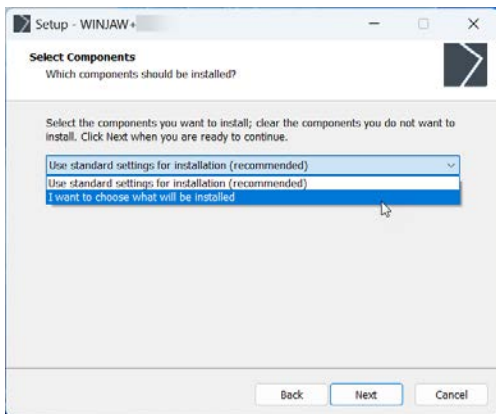 Setup - WINJAW+
Select Components
Which components should be installed?
Select the components you want to install; clear the components you do not want to
install. Click Next when you are ready to continue.
Use standard settings for installation (recommended)
Use standard settings for installation (recommended)
I want to choose what will be installed
Back Next Cancel